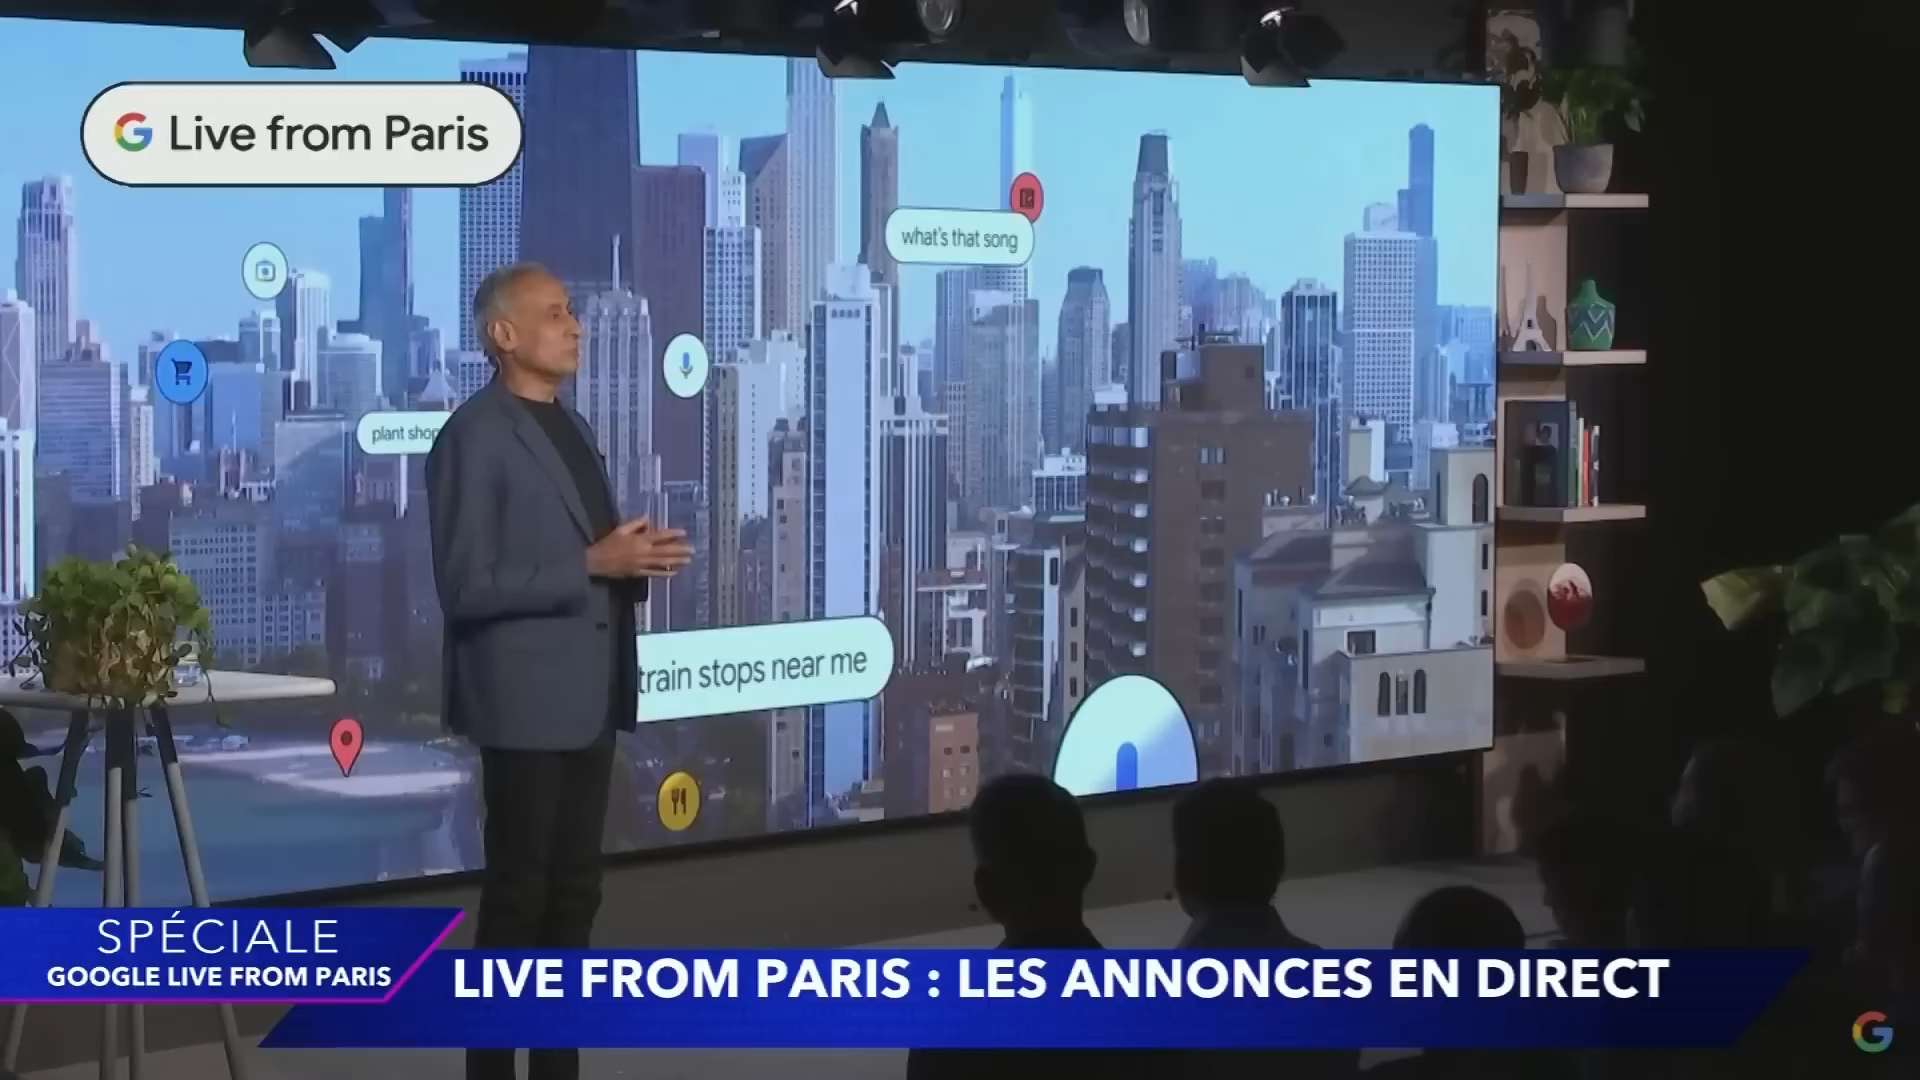 Live from Paris
what's that song
plant shop
train stops near me
SPÉCIALE
GOOGLE LIVE FROM PARIS
LIVE FROM PARIS : LES ANNONCES EN DIRECT